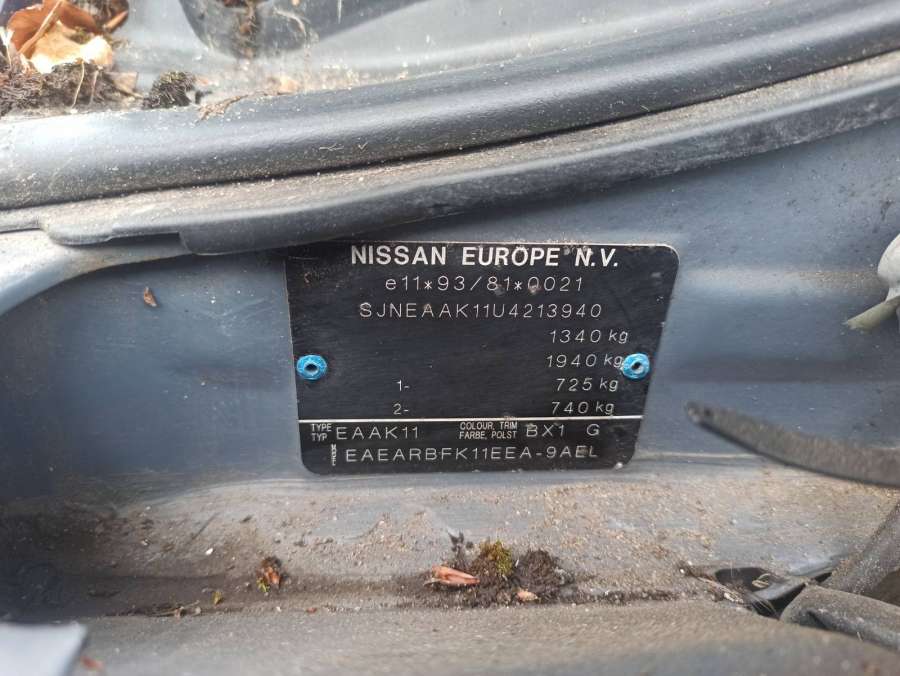 NISSAN EUROPE N.V.
e11*93/81*0021
SJNEAAK11U4213940
1340 kg
1940 kg
1- 725 kg
2- 740 kg
TYPE TYP EAAK11 COLOUR, TRIM FARBE, POLST BX1 G
MODEL EAEARBFK11EEA-9AEL